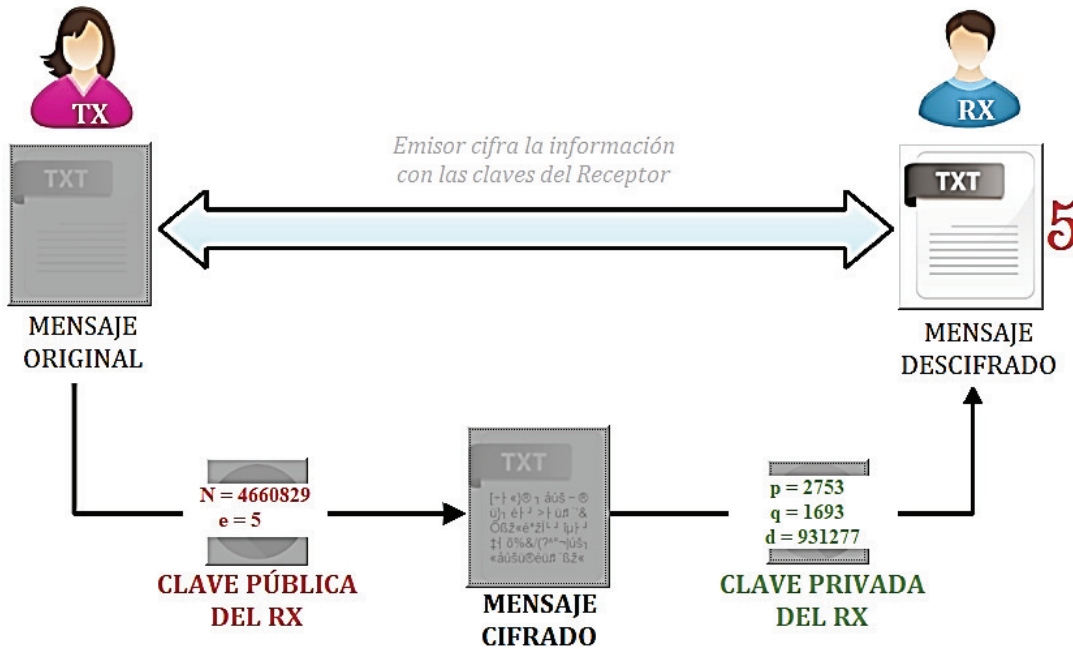 TX
RX
Emisor cifra la información
con las claves del Receptor
TXT
TXT
5
MENSAJE
ORIGINAL
MENSAJE
DESCIFRADO
TXT
N = 4660829
e = 5
p = 2753
q = 1693
d = 931277
CLAVE PÚBLICA
DEL RX
MENSAJE
CIFRADO
CLAVE PRIVADA
DEL RX